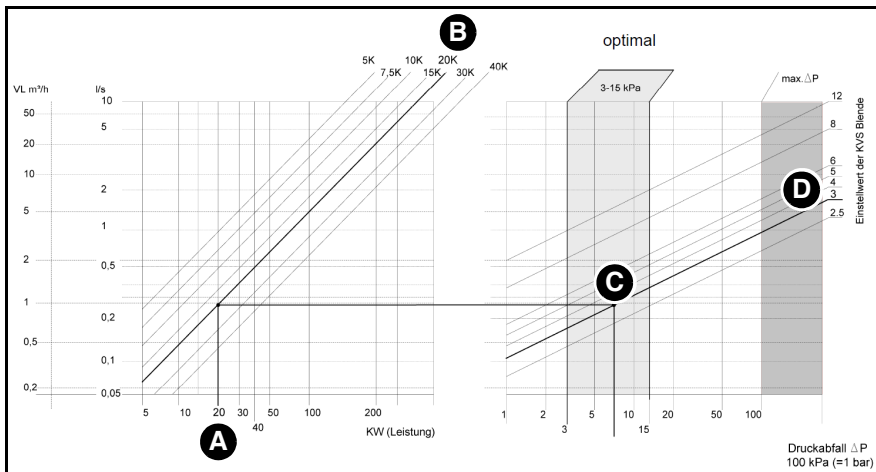 B
optimal
5K 10K 20K
7,5K 15K 30K 40K
VL m³/h
l/s
3-15 kPa
max.ΔP
50
20
10
5
2
1
0,5
0,2
10
5
2
1
0,5
0,2
0,1
0,05
12
8
6
5
4
3
2.5
Einstellwert der KVS Blende
D
C
5 10 20 30 50 100 200
40
A
KW (Leistung)
1 2 5 10 20 50 100
3 15
Druckabfall Δ P
100 kPa (=1 bar)